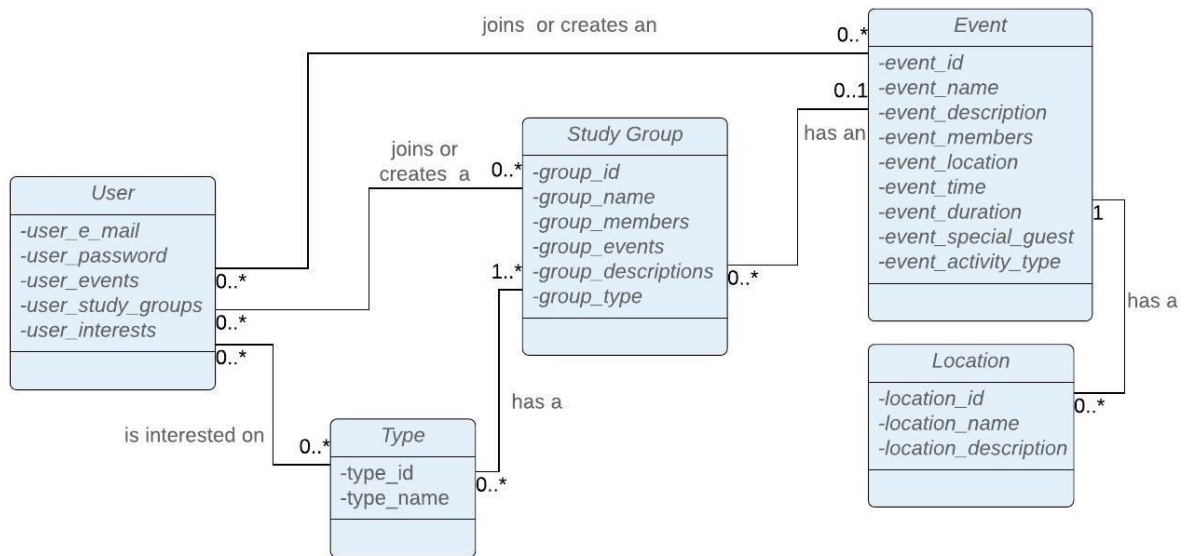 joins or creates an
0..*
Event
-event_id
-event_name
-event_description
-event_members
-event_location
-event_time
-event_duration
-event_special_guest
-event_activity_type
0..1
has an
Study Group
-group_id
-group_name
-group_members
-group_events
-group_descriptions
-group_type
joins or
creates a
0..*
User
-user_e_mail
-user_password
-user_events
-user_study_groups
-user_interests
0..*
0..*
0..*
1..*
0..*
1
has a
Location
-location_id
-location_name
-location_description
0..*
has a
is interested on
0..*
Type
-type_id
-type_name
0..*